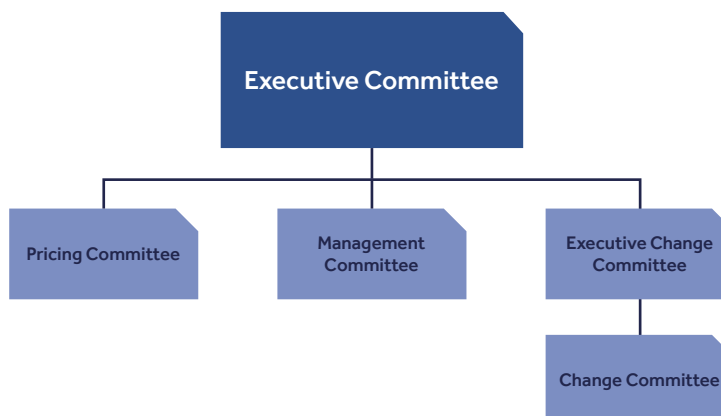 Executive Committee
Pricing Committee
Management
Committee
Executive Change
Committee
Change Committee